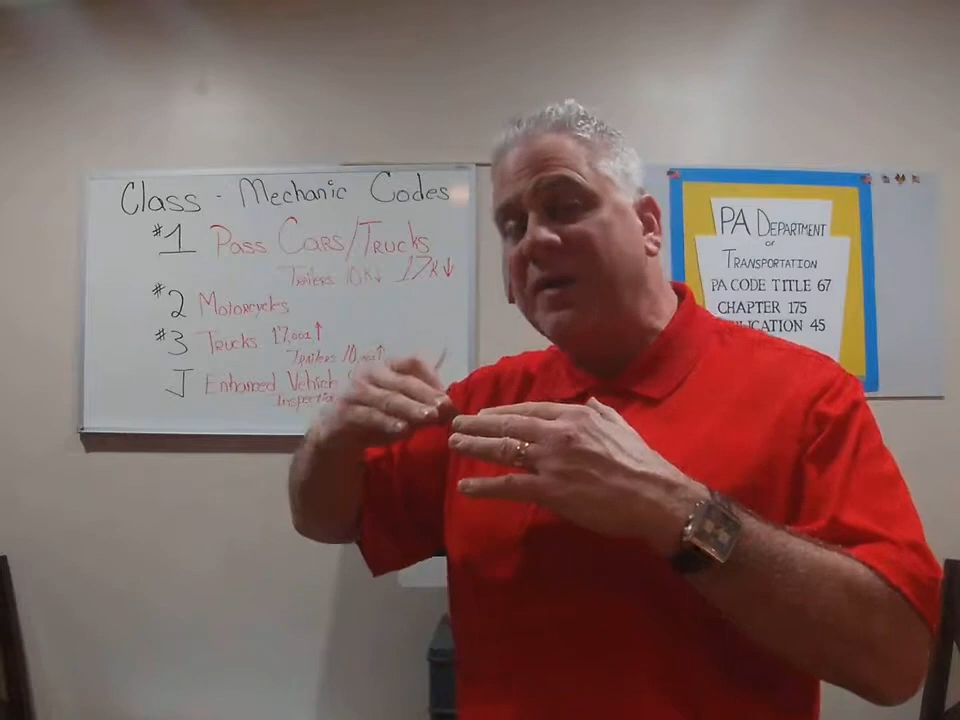 Class - Mechanic Codes
#1 Pass Cars/Trucks
Trailers 10K↓ 17K↓
#2 Motorcycles
#3 Trucks 17,001↑
Trailers 10,001↑
J Enhanced Vehicle
Inspection
PA DEPARTMENT
OF
TRANSPORTATION
PA CODE TITLE 67
CHAPTER 175
45